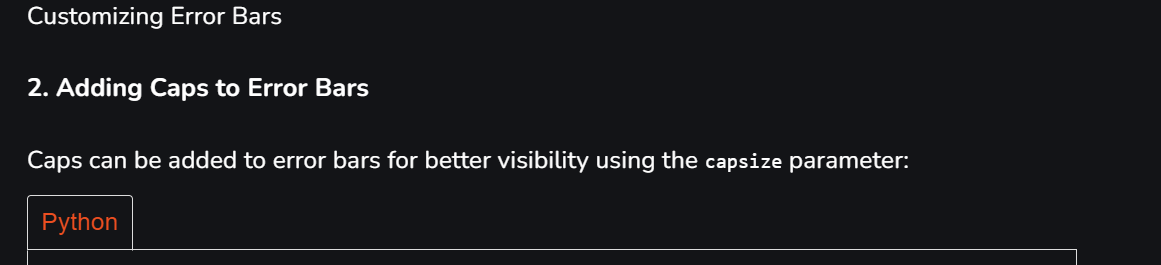 Customizing Error Bars
2. Adding Caps to Error Bars
Caps can be added to error bars for better visibility using the capsize parameter:
Python